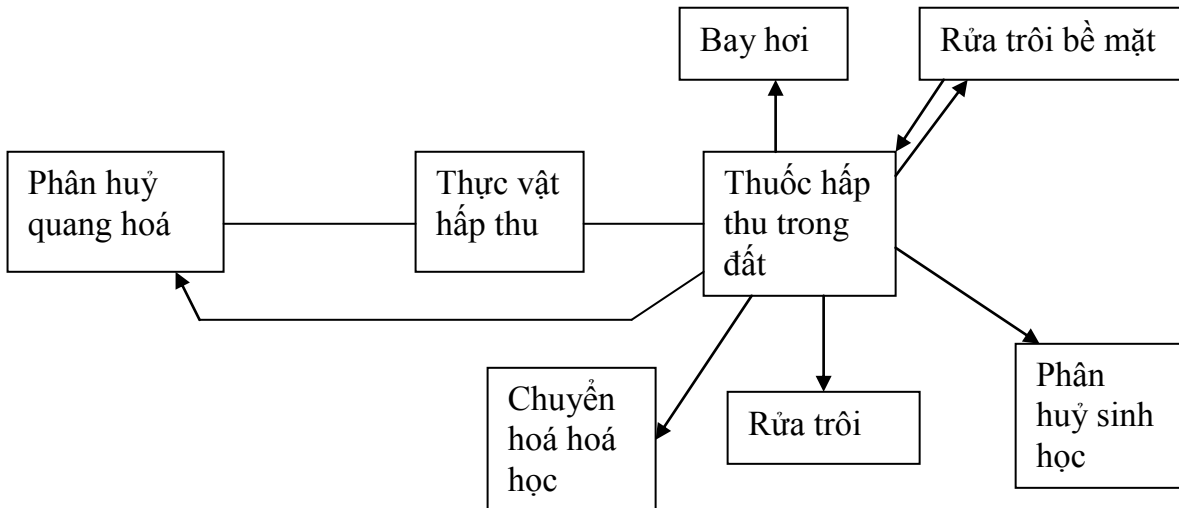 Bay hơi
Rửa trôi bề mặt
Phân huỷ
quang hoá
Thực vật
hấp thu
Thuốc hấp
thu trong
đất
Chuyển
hoá hoá
học
Rửa trôi
Phân
huỷ sinh
học